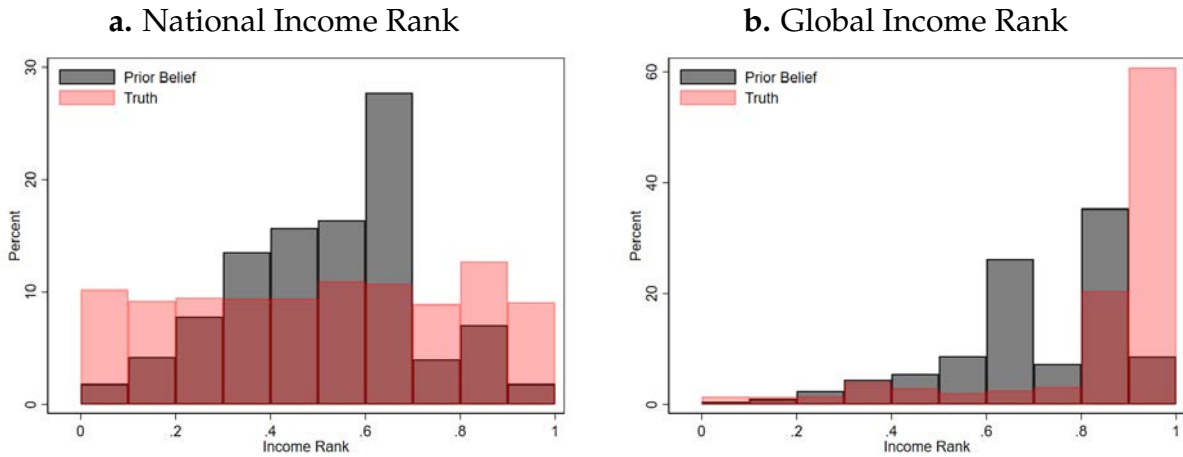 a. National Income Rank
Prior Belief
Truth
Percent
30
20
10
0
0 .2 .4 .6 .8 1
Income Rank
b. Global Income Rank
Prior Belief
Truth
Percent
60
40
20
0
0 .2 .4 .6 .8 1
Income Rank